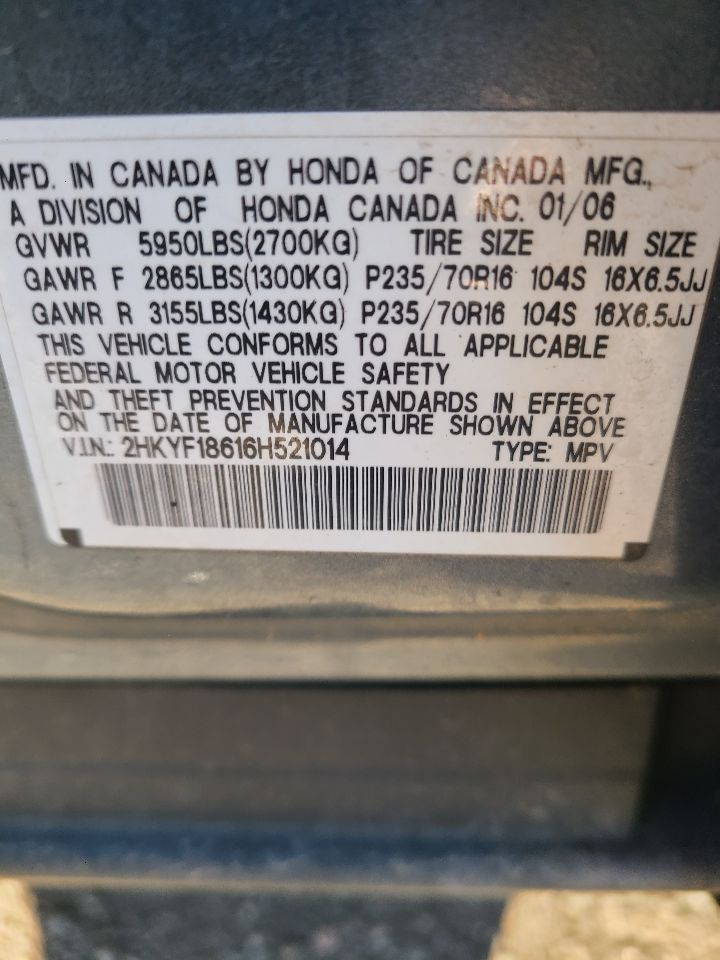 MFD. IN CANADA BY HONDA OF CANADA MFG.,
A DIVISION OF HONDA CANADA INC. 01/06
GVWR 5950LBS(2700KG) TIRE SIZE RIM SIZE
GAWR F 2865LBS(1300KG) P235/70R16 104S 16X6.5JJ
GAWR R 3155LBS(1430KG) P235/70R16 104S 16X6.5JJ
THIS VEHICLE CONFORMS TO ALL APPLICABLE
FEDERAL MOTOR VEHICLE SAFETY
AND THEFT PREVENTION STANDARDS IN EFFECT
ON THE DATE OF MANUFACTURE SHOWN ABOVE
V.I.N.: 2HKYF18616H521014 TYPE: MPV